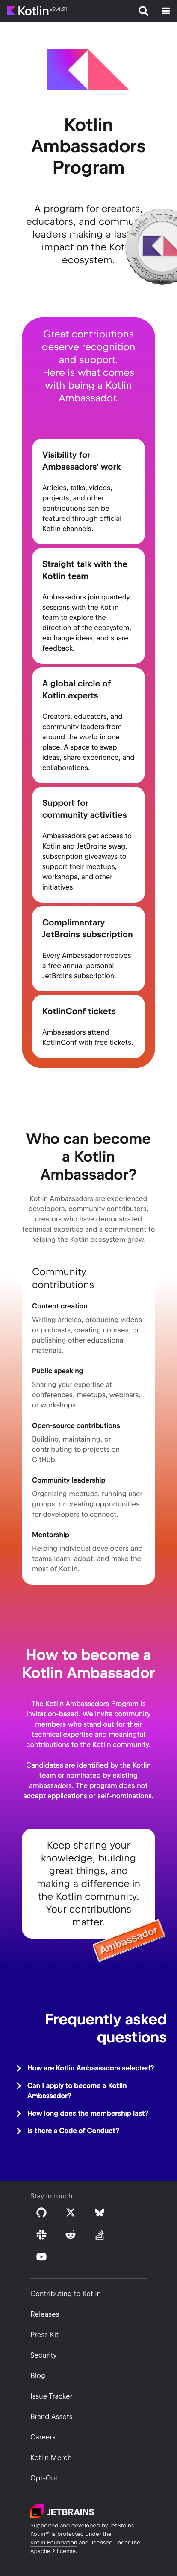 Kotlin v2.4.21
Kotlin
Ambassadors
Program
A program for creators,
educators, and community
leaders making a lasting
impact on the Kotlin
ecosystem.
Great contributions
deserve recognition
and support.
Here is what comes
with being a Kotlin
Ambassador.
Visibility for
Ambassadors' work
Articles, talks, videos,
projects, and other
contributions can be
featured through official
Kotlin channels.
Straight talk with the
Kotlin team
Ambassadors join quarterly
sessions with the Kotlin
team to explore the
direction of the ecosystem,
exchange ideas, and share
feedback.
A global circle of
Kotlin experts
Creators, educators, and
community leaders from
around the world in one
place. A space to swap
ideas, share experience, and
collaborations.
Support for
community activities
Ambassadors get access to
Kotlin and JetBrains swag,
subscription giveaways to
support their meetups,
workshops, and other
initiatives.
Complimentary
JetBrains subscription
Every Ambassador receives
a free annual personal
JetBrains subscription.
KotlinConf tickets
Ambassadors attend
KotlinConf with free tickets.
Who can become
a Kotlin
Ambassador?
Kotlin Ambassadors are experienced
developers, community contributors,
creators who have demonstrated
technical expertise and a commitment to
helping the Kotlin ecosystem grow.
Community
contributions
Content creation
Writing articles, producing videos
or podcasts, creating courses, or
publishing other educational
materials.
Public speaking
Sharing your expertise at
conferences, meetups, webinars,
or workshops.
Open-source contributions
Building, maintaining, or
contributing to projects on
GitHub.
Community leadership
Organizing meetups, running user
groups, or creating opportunities
for developers to connect.
Mentorship
Helping individual developers and
teams learn, adopt, and make the
most of Kotlin.
How to become a
Kotlin Ambassador
The Kotlin Ambassadors Program is
invitation-based. We invite community
members who stand out for their
technical expertise and meaningful
contributions to the Kotlin community.
Candidates are identified by the Kotlin
team or nominated by existing
ambassadors. The program does not
accept applications or self-nominations.
Keep sharing your
knowledge, building
great things, and
making a difference in
the Kotlin community.
Your contributions
matter.
Ambassador
Frequently asked
questions
How are Kotlin Ambassadors selected?
Can I apply to become a Kotlin
Ambassador?
How long does the membership last?
Is there a Code of Conduct?
Stay in touch:
Contributing to Kotlin
Releases
Press Kit
Security
Blog
Issue Tracker
Brand Assets
Careers
Kotlin Merch
Opt-Out
JETBRAINS
Supported and developed by JetBrains.
Kotlin™ is protected under the
Kotlin Foundation and licensed under the
Apache 2 license.